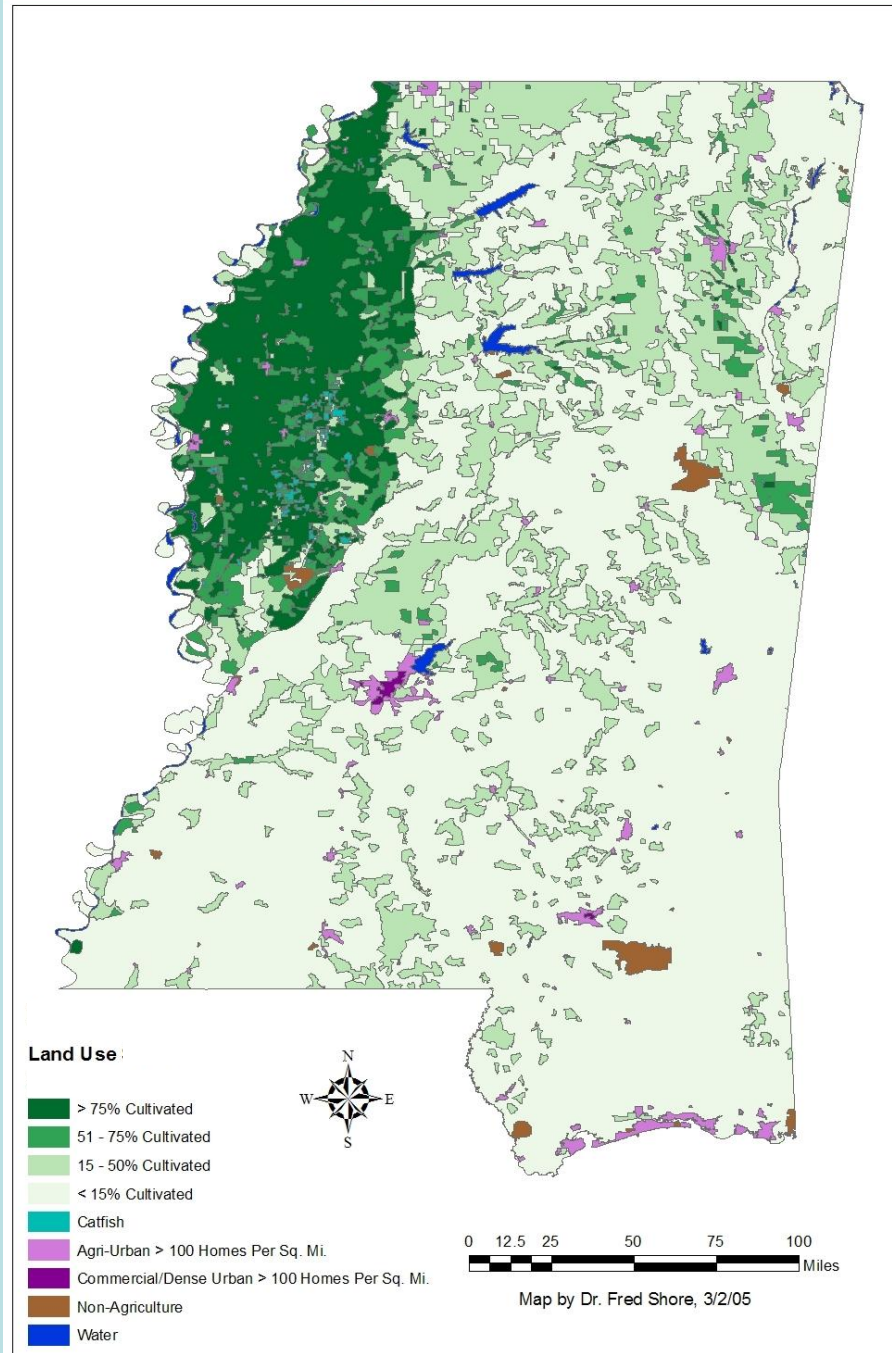 Land Use :
N
W E
S
> 75% Cultivated
51 - 75% Cultivated
15 - 50% Cultivated
< 15% Cultivated
Catfish
Agri-Urban > 100 Homes Per Sq. Mi.
Commercial/Dense Urban > 100 Homes Per Sq. Mi.
Non-Agriculture
Water
0 12.5 25 50 75 100
Miles
Map by Dr. Fred Shore, 3/2/05